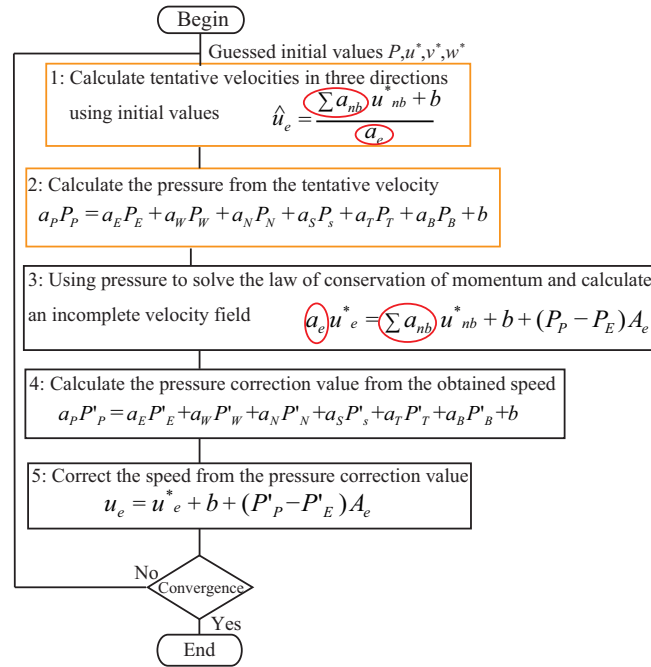 Begin
Guessed initial values P,u*,v*,w*
1: Calculate tentative velocities in three directions
using initial values û_e = (∑a_nb u*_nb + b) / a_e
2: Calculate the pressure from the tentative velocity
a_P P_P = a_E P_E + a_W P_W + a_N P_N + a_S P_s + a_T P_T + a_B P_B + b
3: Using pressure to solve the law of conservation of momentum and calculate
an incomplete velocity field a_e u*_e = ∑a_nb u*_nb + b + (P_P − P_E) A_e
4: Calculate the pressure correction value from the obtained speed
a_P P'_P = a_E P'_E + a_W P'_W + a_N P'_N + a_S P'_s + a_T P'_T + a_B P'_B + b
5: Correct the speed from the pressure correction value
u_e = u*_e + b + (P'_P − P'_E) A_e
No
Convergence
Yes
End